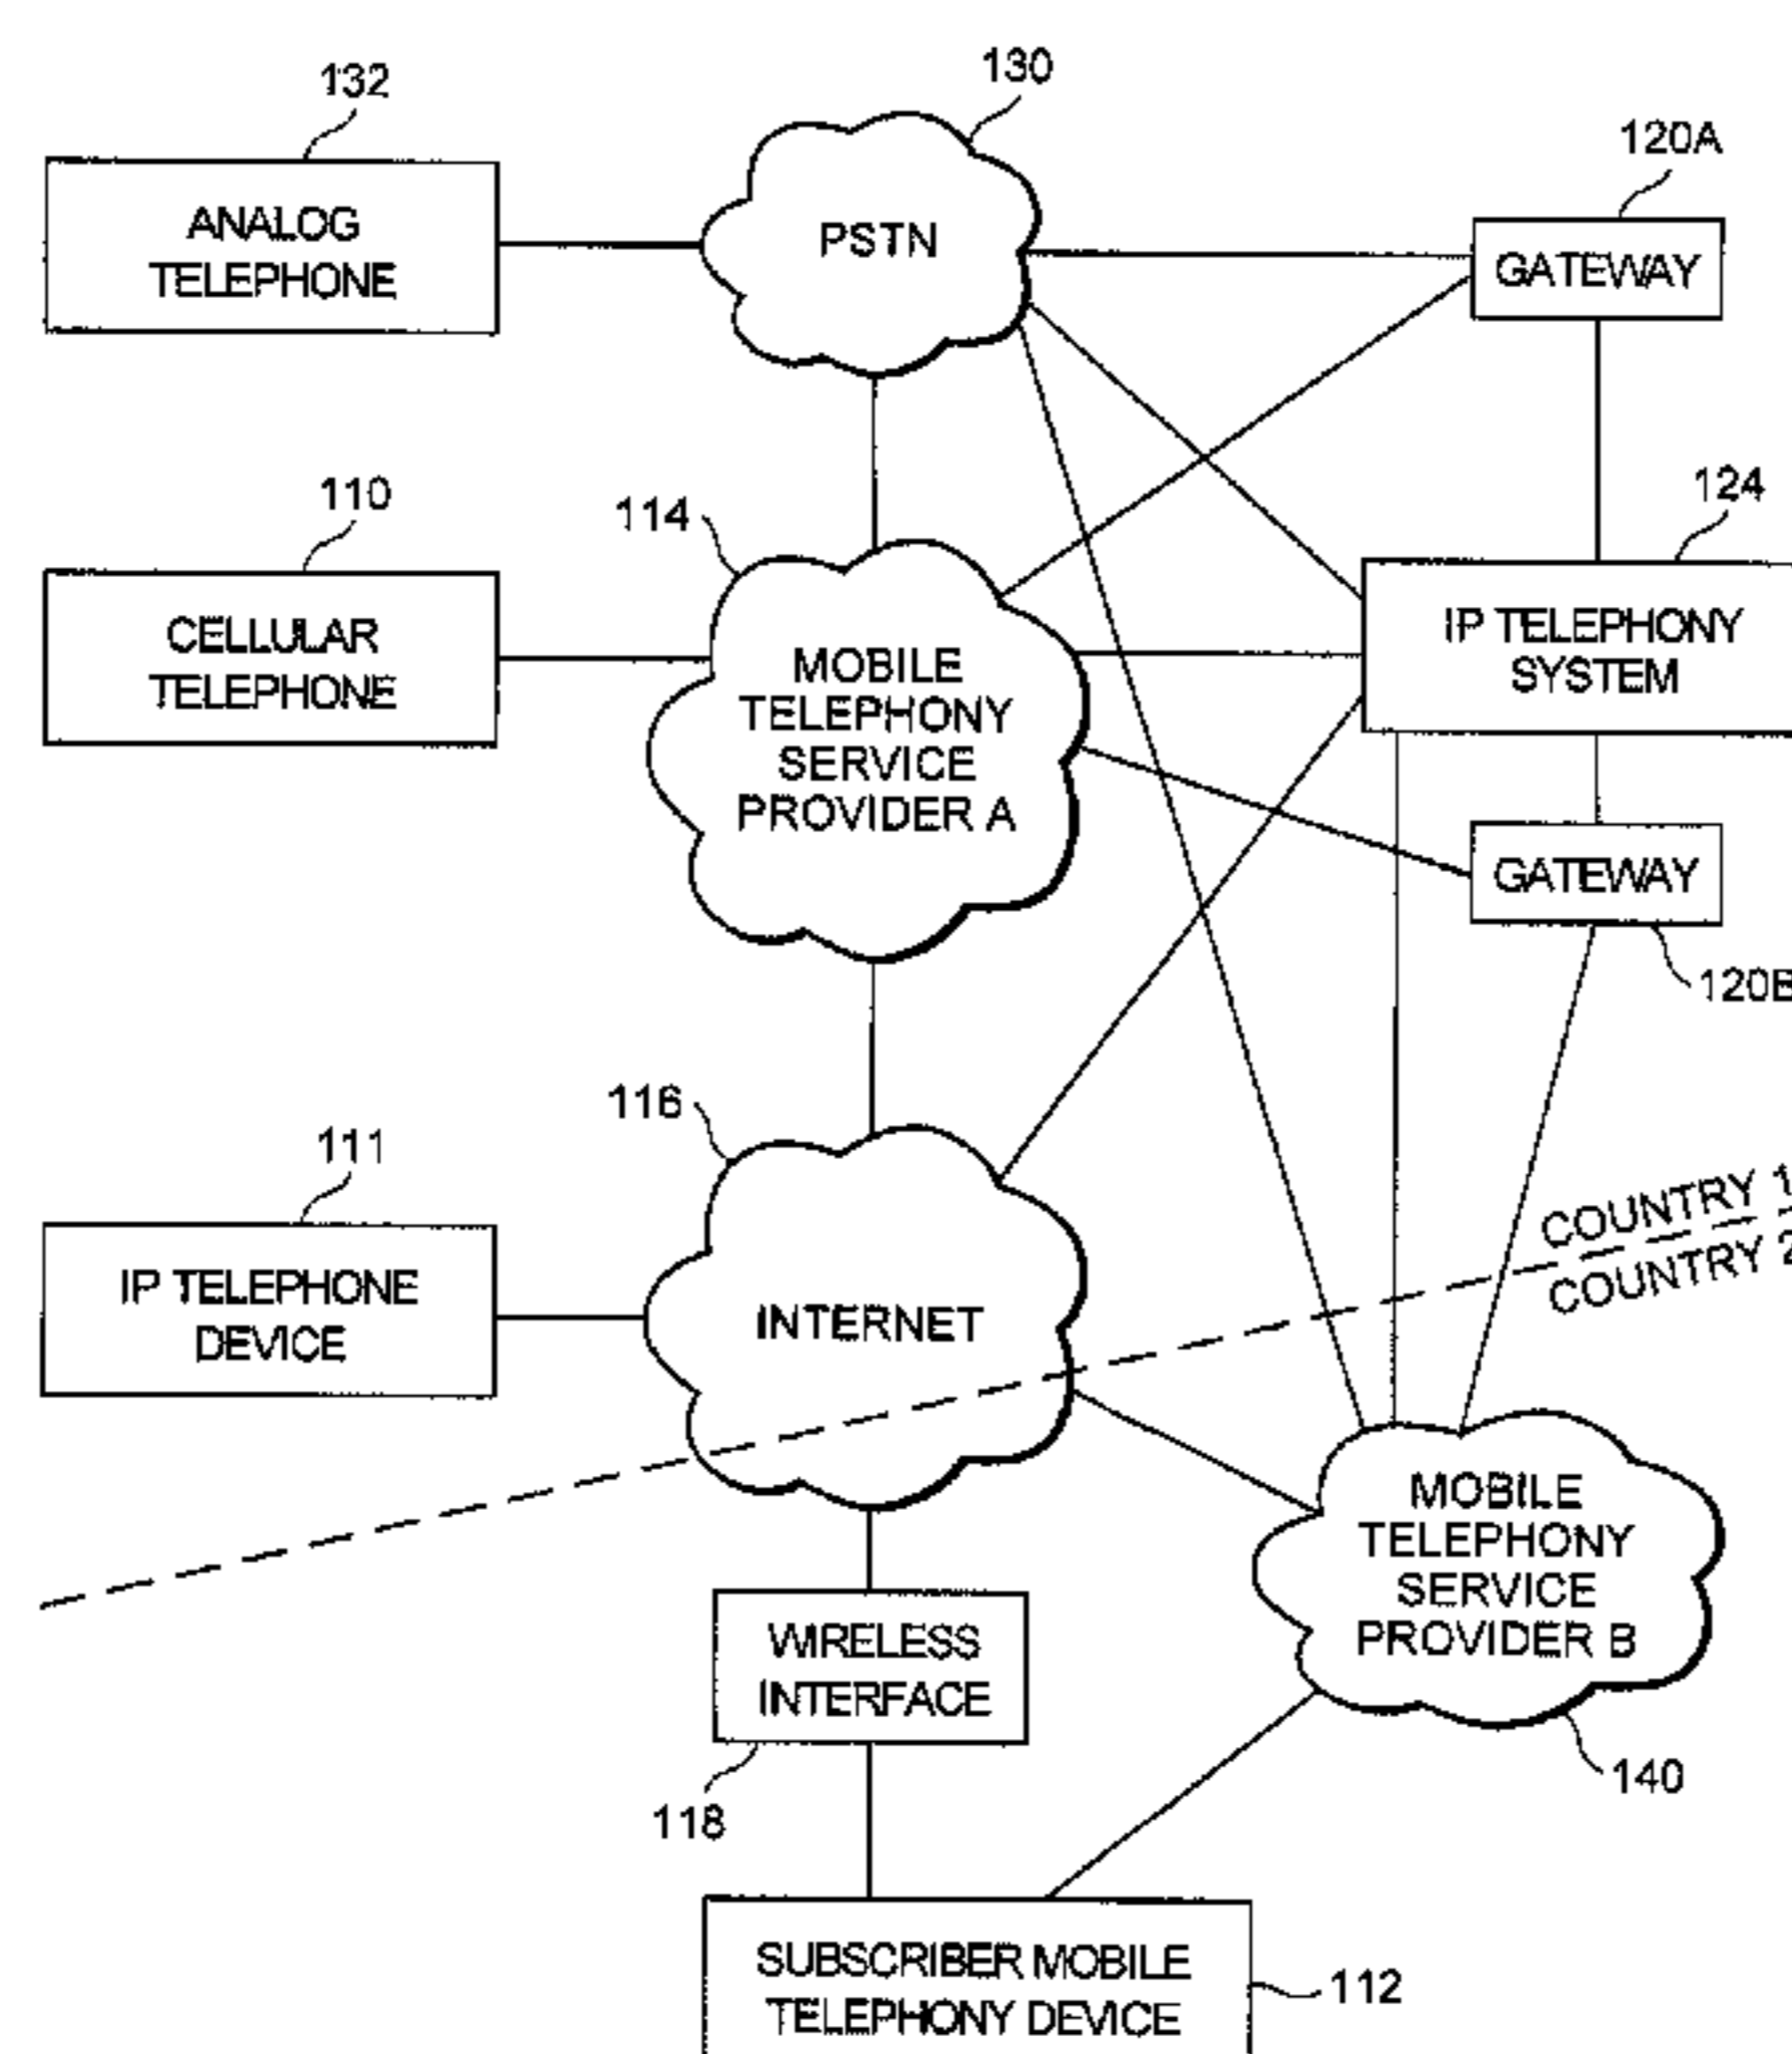 132
130
120A
ANALOG
TELEPHONE
PSTN
GATEWAY
110
114
124
CELLULAR
TELEPHONE
MOBILE
TELEPHONY
SERVICE
PROVIDER A
IP TELEPHONY
SYSTEM
GATEWAY
120B
111
116
IP TELEPHONE
DEVICE
INTERNET
COUNTRY 1
COUNTRY 2
WIRELESS
INTERFACE
118
MOBILE
TELEPHONY
SERVICE
PROVIDER B
140
SUBSCRIBER MOBILE
TELEPHONY DEVICE
112